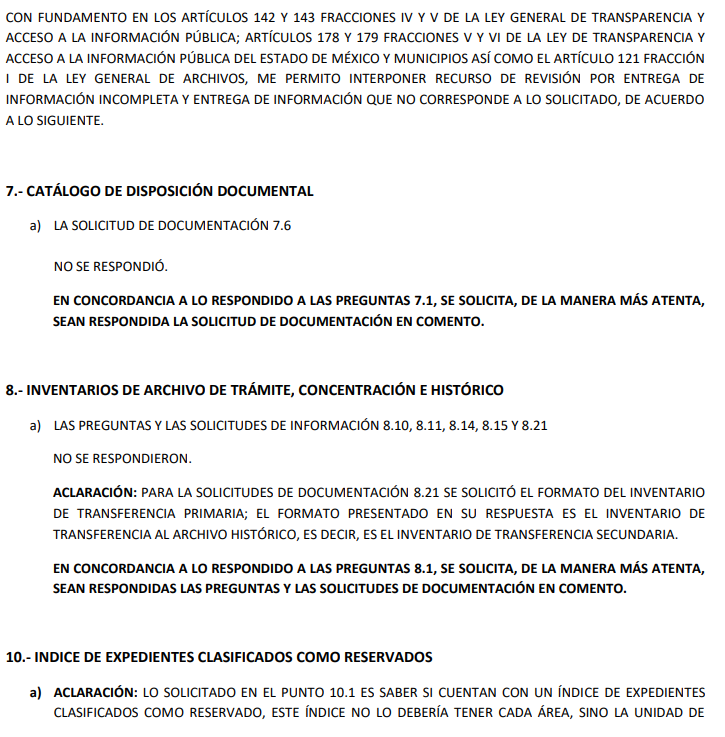 CON FUNDAMENTO EN LOS ARTÍCULOS 142 Y 143 FRACCIONES IV Y V DE LA LEY GENERAL DE TRANSPARENCIA Y
ACCESO A LA INFORMACIÓN PÚBLICA; ARTÍCULOS 178 Y 179 FRACCIONES V Y VI DE LA LEY DE TRANSPARENCIA Y
ACCESO A LA INFORMACIÓN PÚBLICA DEL ESTADO DE MÉXICO Y MUNICIPIOS ASÍ COMO EL ARTÍCULO 121 FRACCIÓN
I DE LA LEY GENERAL DE ARCHIVOS, ME PERMITO INTERPONER RECURSO DE REVISIÓN POR ENTREGA DE
INFORMACIÓN INCOMPLETA Y ENTREGA DE INFORMACIÓN QUE NO CORRESPONDE A LO SOLICITADO, DE ACUERDO
A LO SIGUIENTE.
7.- CATÁLOGO DE DISPOSICIÓN DOCUMENTAL
a) LA SOLICITUD DE DOCUMENTACIÓN 7.6
NO SE RESPONDIÓ.
EN CONCORDANCIA A LO RESPONDIDO A LAS PREGUNTAS 7.1, SE SOLICITA, DE LA MANERA MÁS ATENTA,
SEAN RESPONDIDA LA SOLICITUD DE DOCUMENTACIÓN EN COMENTO.
8.- INVENTARIOS DE ARCHIVO DE TRÁMITE, CONCENTRACIÓN E HISTÓRICO
a) LAS PREGUNTAS Y LAS SOLICITUDES DE INFORMACIÓN 8.10, 8.11, 8.14, 8.15 Y 8.21
NO SE RESPONDIERON.
ACLARACIÓN: PARA LA SOLICITUDES DE DOCUMENTACIÓN 8.21 SE SOLICITÓ EL FORMATO DEL INVENTARIO
DE TRANSFERENCIA PRIMARIA; EL FORMATO PRESENTADO EN SU RESPUESTA ES EL INVENTARIO DE
TRANSFERENCIA AL ARCHIVO HISTÓRICO, ES DECIR, ES EL INVENTARIO DE TRANSFERENCIA SECUNDARIA.
EN CONCORDANCIA A LO RESPONDIDO A LAS PREGUNTAS 8.1, SE SOLICITA, DE LA MANERA MÁS ATENTA,
SEAN RESPONDIDAS LAS PREGUNTAS Y LAS SOLICITUDES DE DOCUMENTACIÓN EN COMENTO.
10.- INDICE DE EXPEDIENTES CLASIFICADOS COMO RESERVADOS
a) ACLARACIÓN: LO SOLICITADO EN EL PUNTO 10.1 ES SABER SI CUENTAN CON UN ÍNDICE DE EXPEDIENTES
CLASIFICADOS COMO RESERVADO, ESTE ÍNDICE NO LO DEBERÍA TENER CADA ÁREA, SINO LA UNIDAD DE